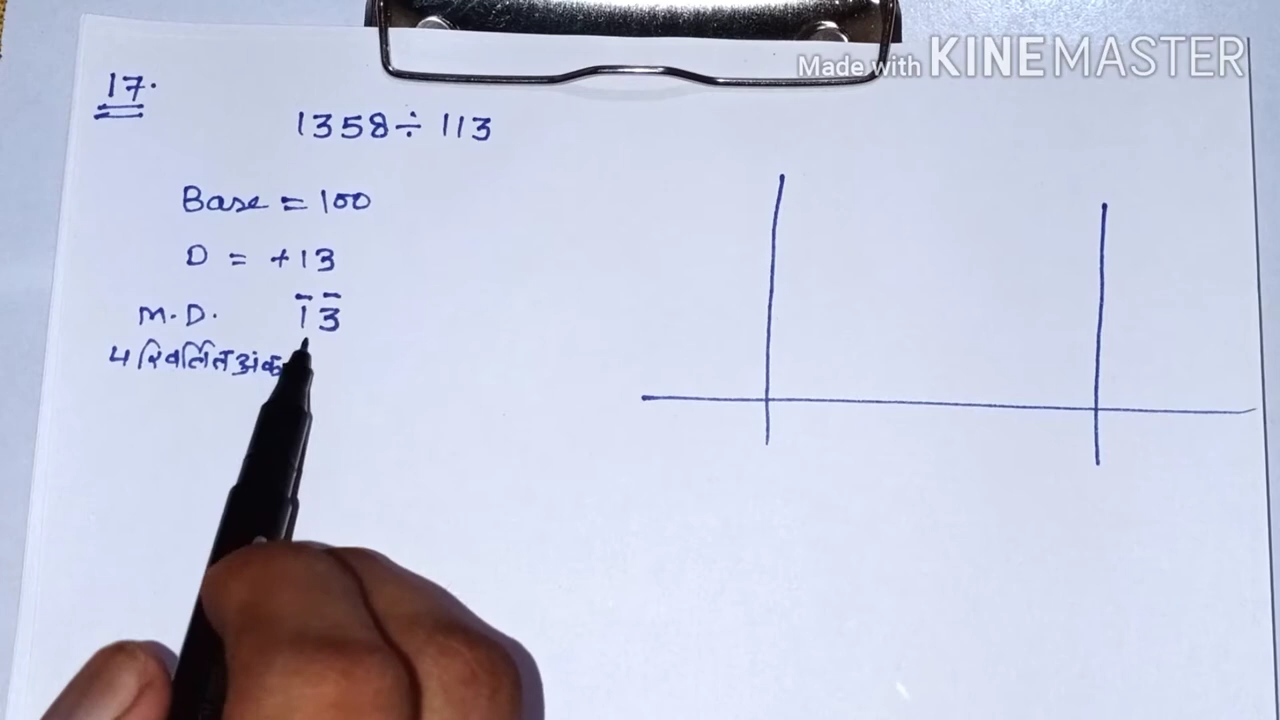 Made with KINEMASTER
17.
1358 ÷ 113
Base = 100
D = +13
M.D. 1̄ 3̄
परिवर्तित अंक